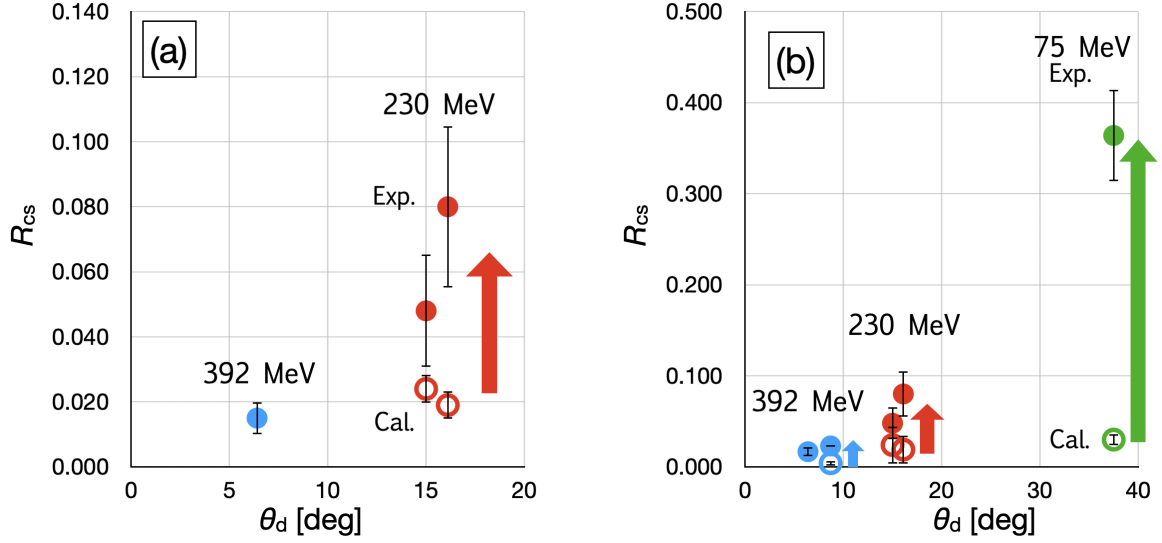 (a)
0.140
0.120
0.100
0.080
0.060
0.040
0.020
0.000
Rcs
230 MeV
Exp.
392 MeV
Cal.
0 5 10 15 20
θd [deg]
(b)
0.500
0.400
0.300
0.200
0.100
0.000
Rcs
75 MeV
Exp.
230 MeV
392 MeV
Cal.
0 10 20 30 40
θd [deg]